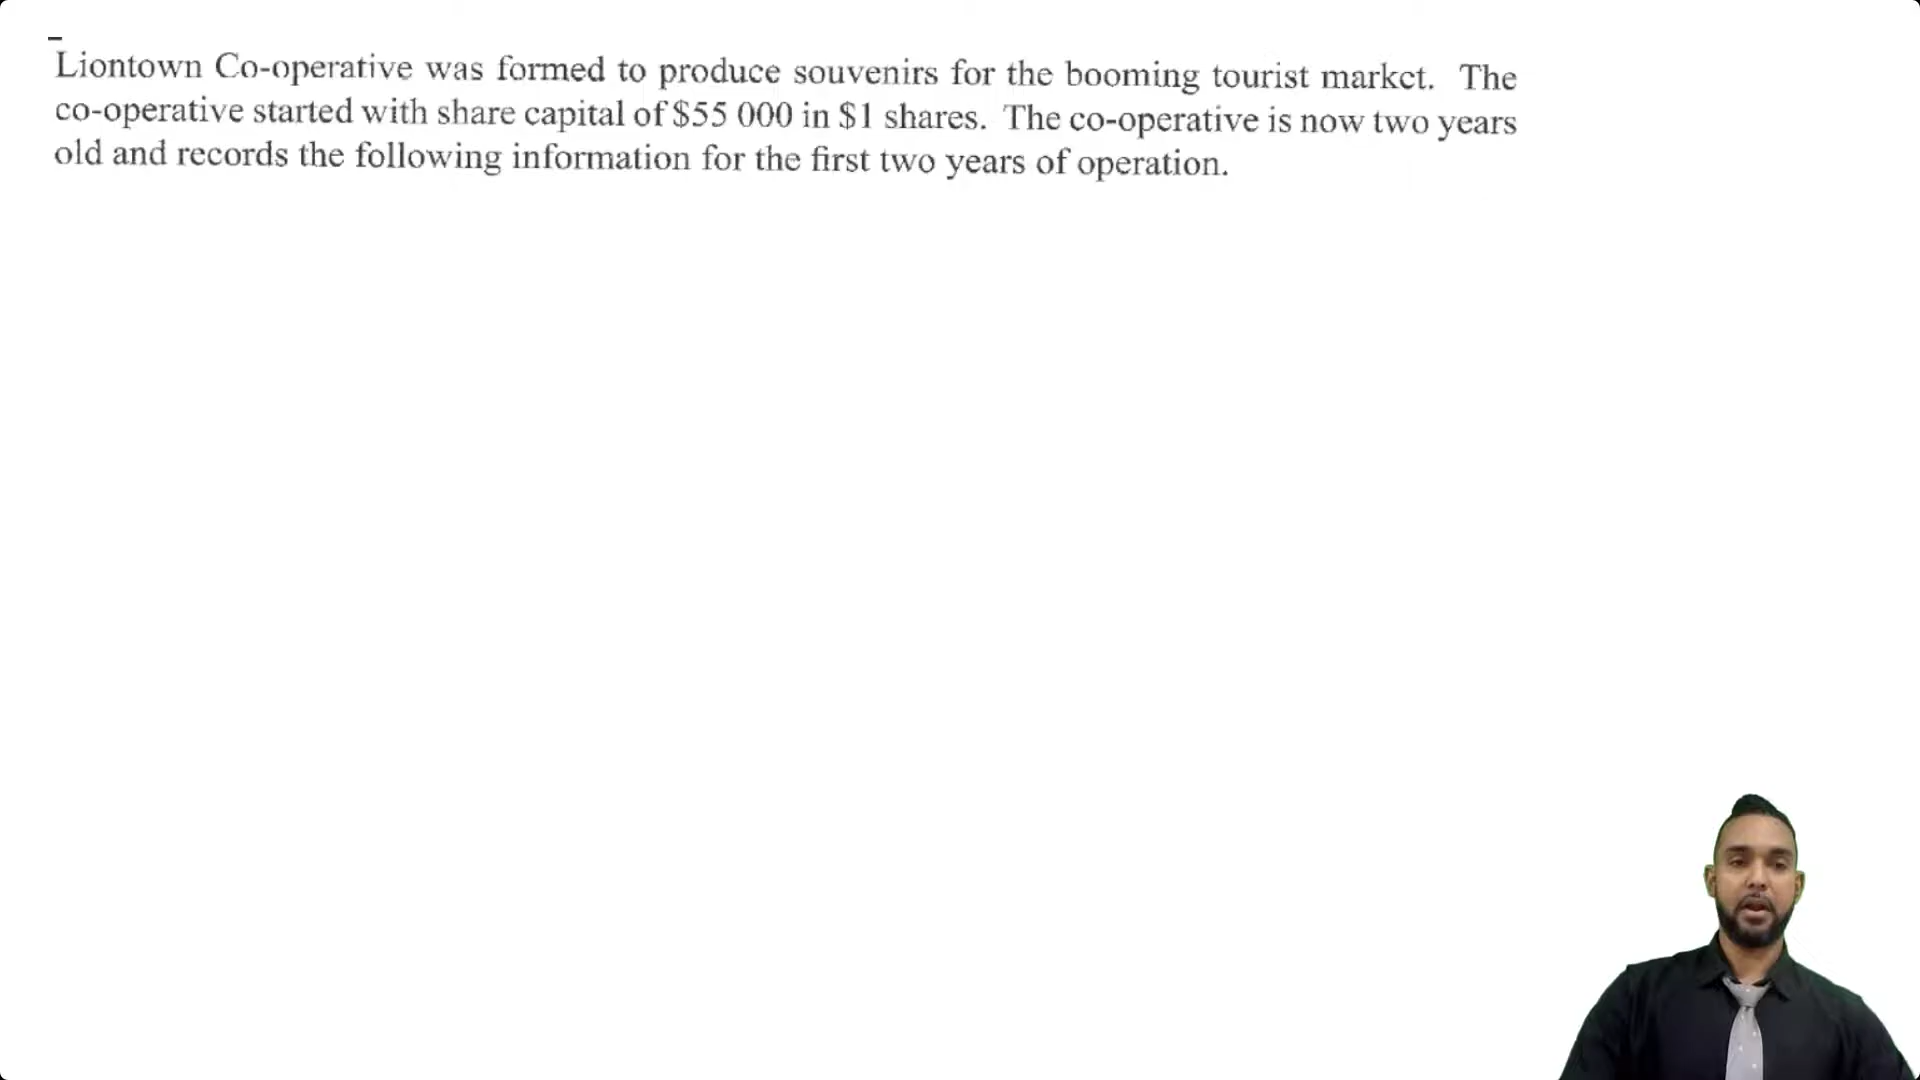 Liontown Co-operative was formed to produce souvenirs for the booming tourist market. The
co-operative started with share capital of $55 000 in $1 shares. The co-operative is now two years
old and records the following information for the first two years of operation.